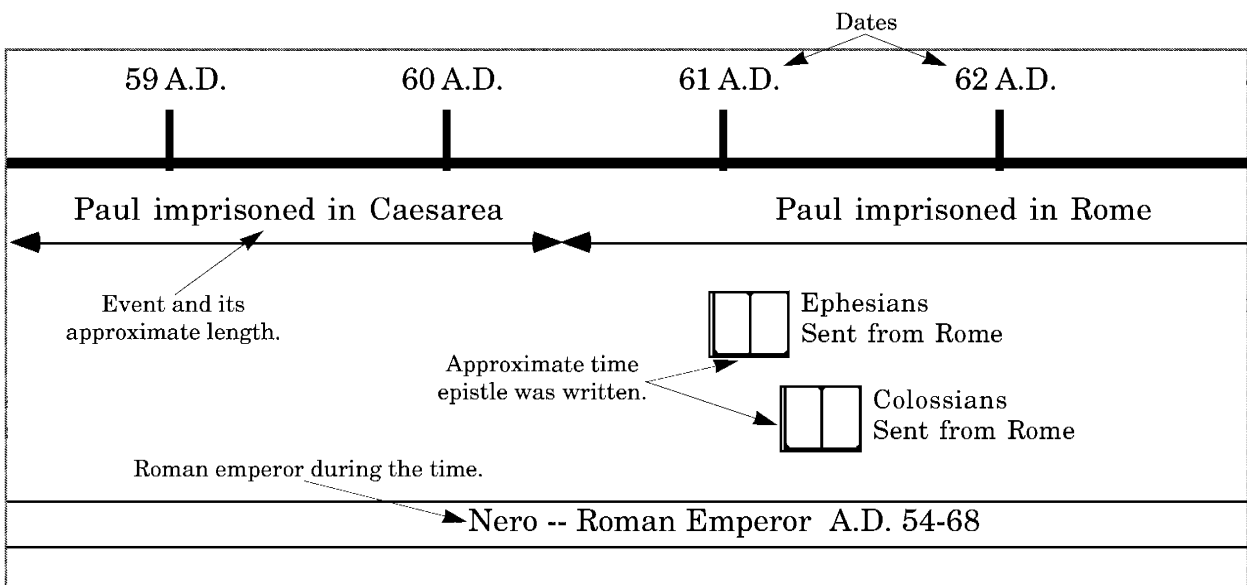 Dates
59 A.D.
60 A.D.
61 A.D.
62 A.D.
Paul imprisoned in Caesarea
Paul imprisoned in Rome
Event and its
approximate length.
Ephesians
Sent from Rome
Approximate time
epistle was written.
Colossians
Sent from Rome
Roman emperor during the time.
Nero -- Roman Emperor A.D. 54-68